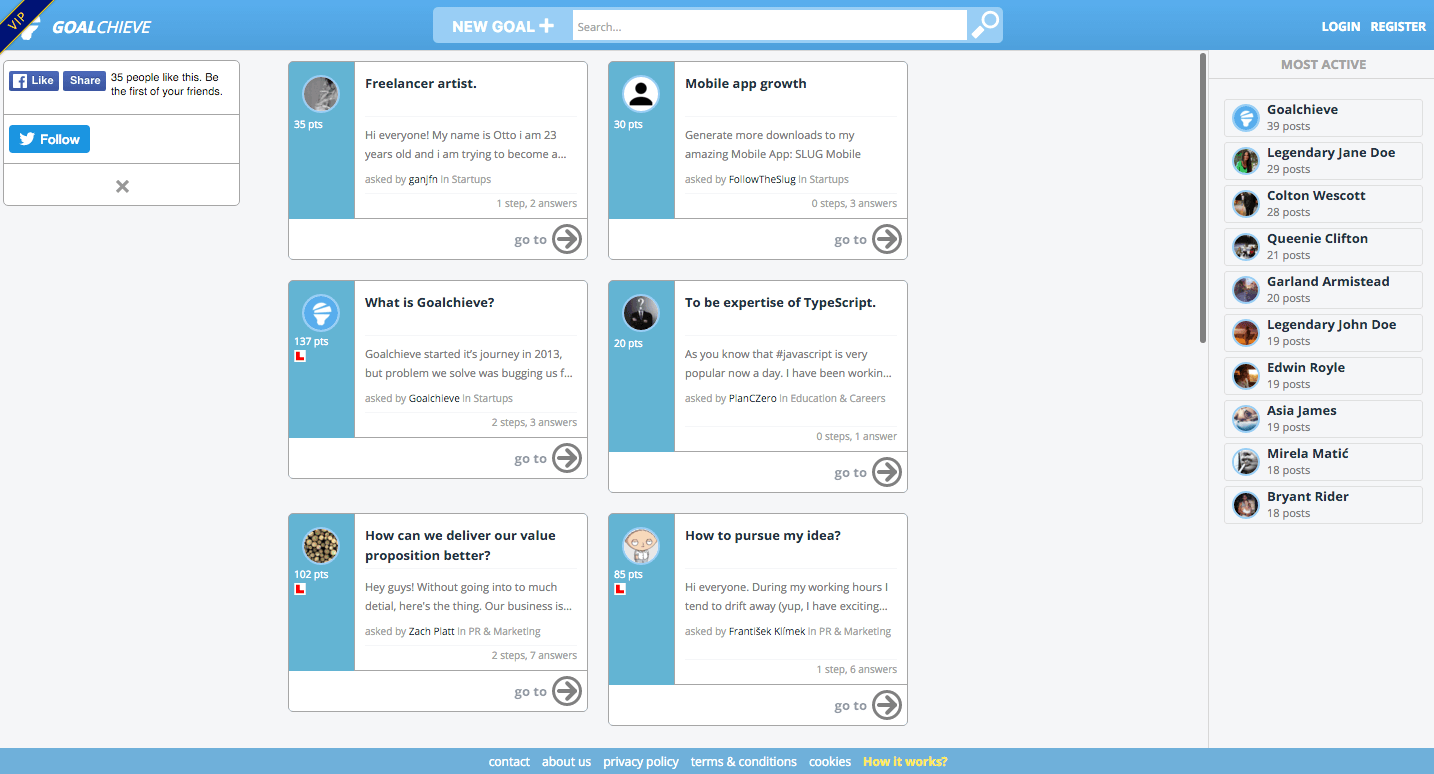 VIP
GOALCHIEVE
NEW GOAL +
Search...
LOGIN REGISTER
Like Share 35 people like this. Be
the first of your friends.
Follow
Freelancer artist.
35 pts
Hi everyone! My name is Otto i am 23
years old and i am trying to become a...
asked by ganjfn in Startups
1 step, 2 answers
go to
Mobile app growth
30 pts
Generate more downloads to my
amazing Mobile App: SLUG Mobile
asked by FollowTheSlug in Startups
0 steps, 3 answers
go to
What is Goalchieve?
137 pts
L
Goalchieve started it's journey in 2013,
but problem we solve was bugging us f...
asked by Goalchieve in Startups
2 steps, 3 answers
go to
To be expertise of TypeScript.
20 pts
As you know that #javascript is very
popular now a day. I have been workin...
asked by PlanCZero in Education & Careers
0 steps, 1 answer
go to
How can we deliver our value
proposition better?
102 pts
L
Hey guys! Without going into to much
detial, here's the thing. Our business is...
asked by Zach Platt in PR & Marketing
2 steps, 7 answers
go to
How to pursue my idea?
85 pts
L
Hi everyone. During my working hours I
tend to drift away (yup, I have exciting...
asked by František Klímek in PR & Marketing
1 step, 6 answers
go to
MOST ACTIVE
Goalchieve
39 posts
Legendary Jane Doe
29 posts
Colton Wescott
28 posts
Queenie Clifton
21 posts
Garland Armistead
20 posts
Legendary John Doe
19 posts
Edwin Royle
19 posts
Asia James
19 posts
Mirela Matić
18 posts
Bryant Rider
18 posts
contact about us privacy policy terms & conditions cookies How it works?